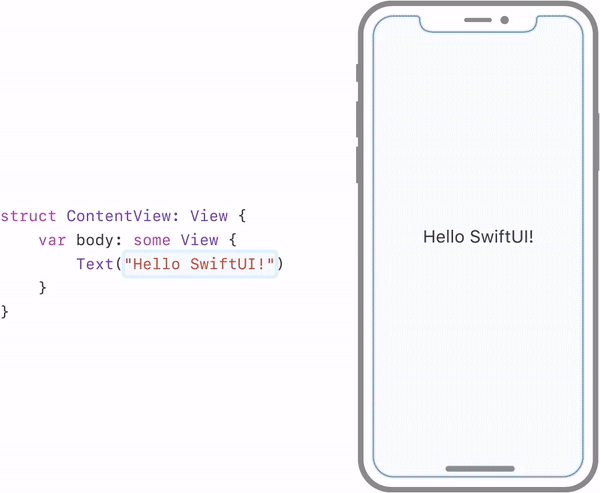 struct ContentView: View {
    var body: some View {
        Text("Hello SwiftUI!")
    }
}
Hello SwiftUI!